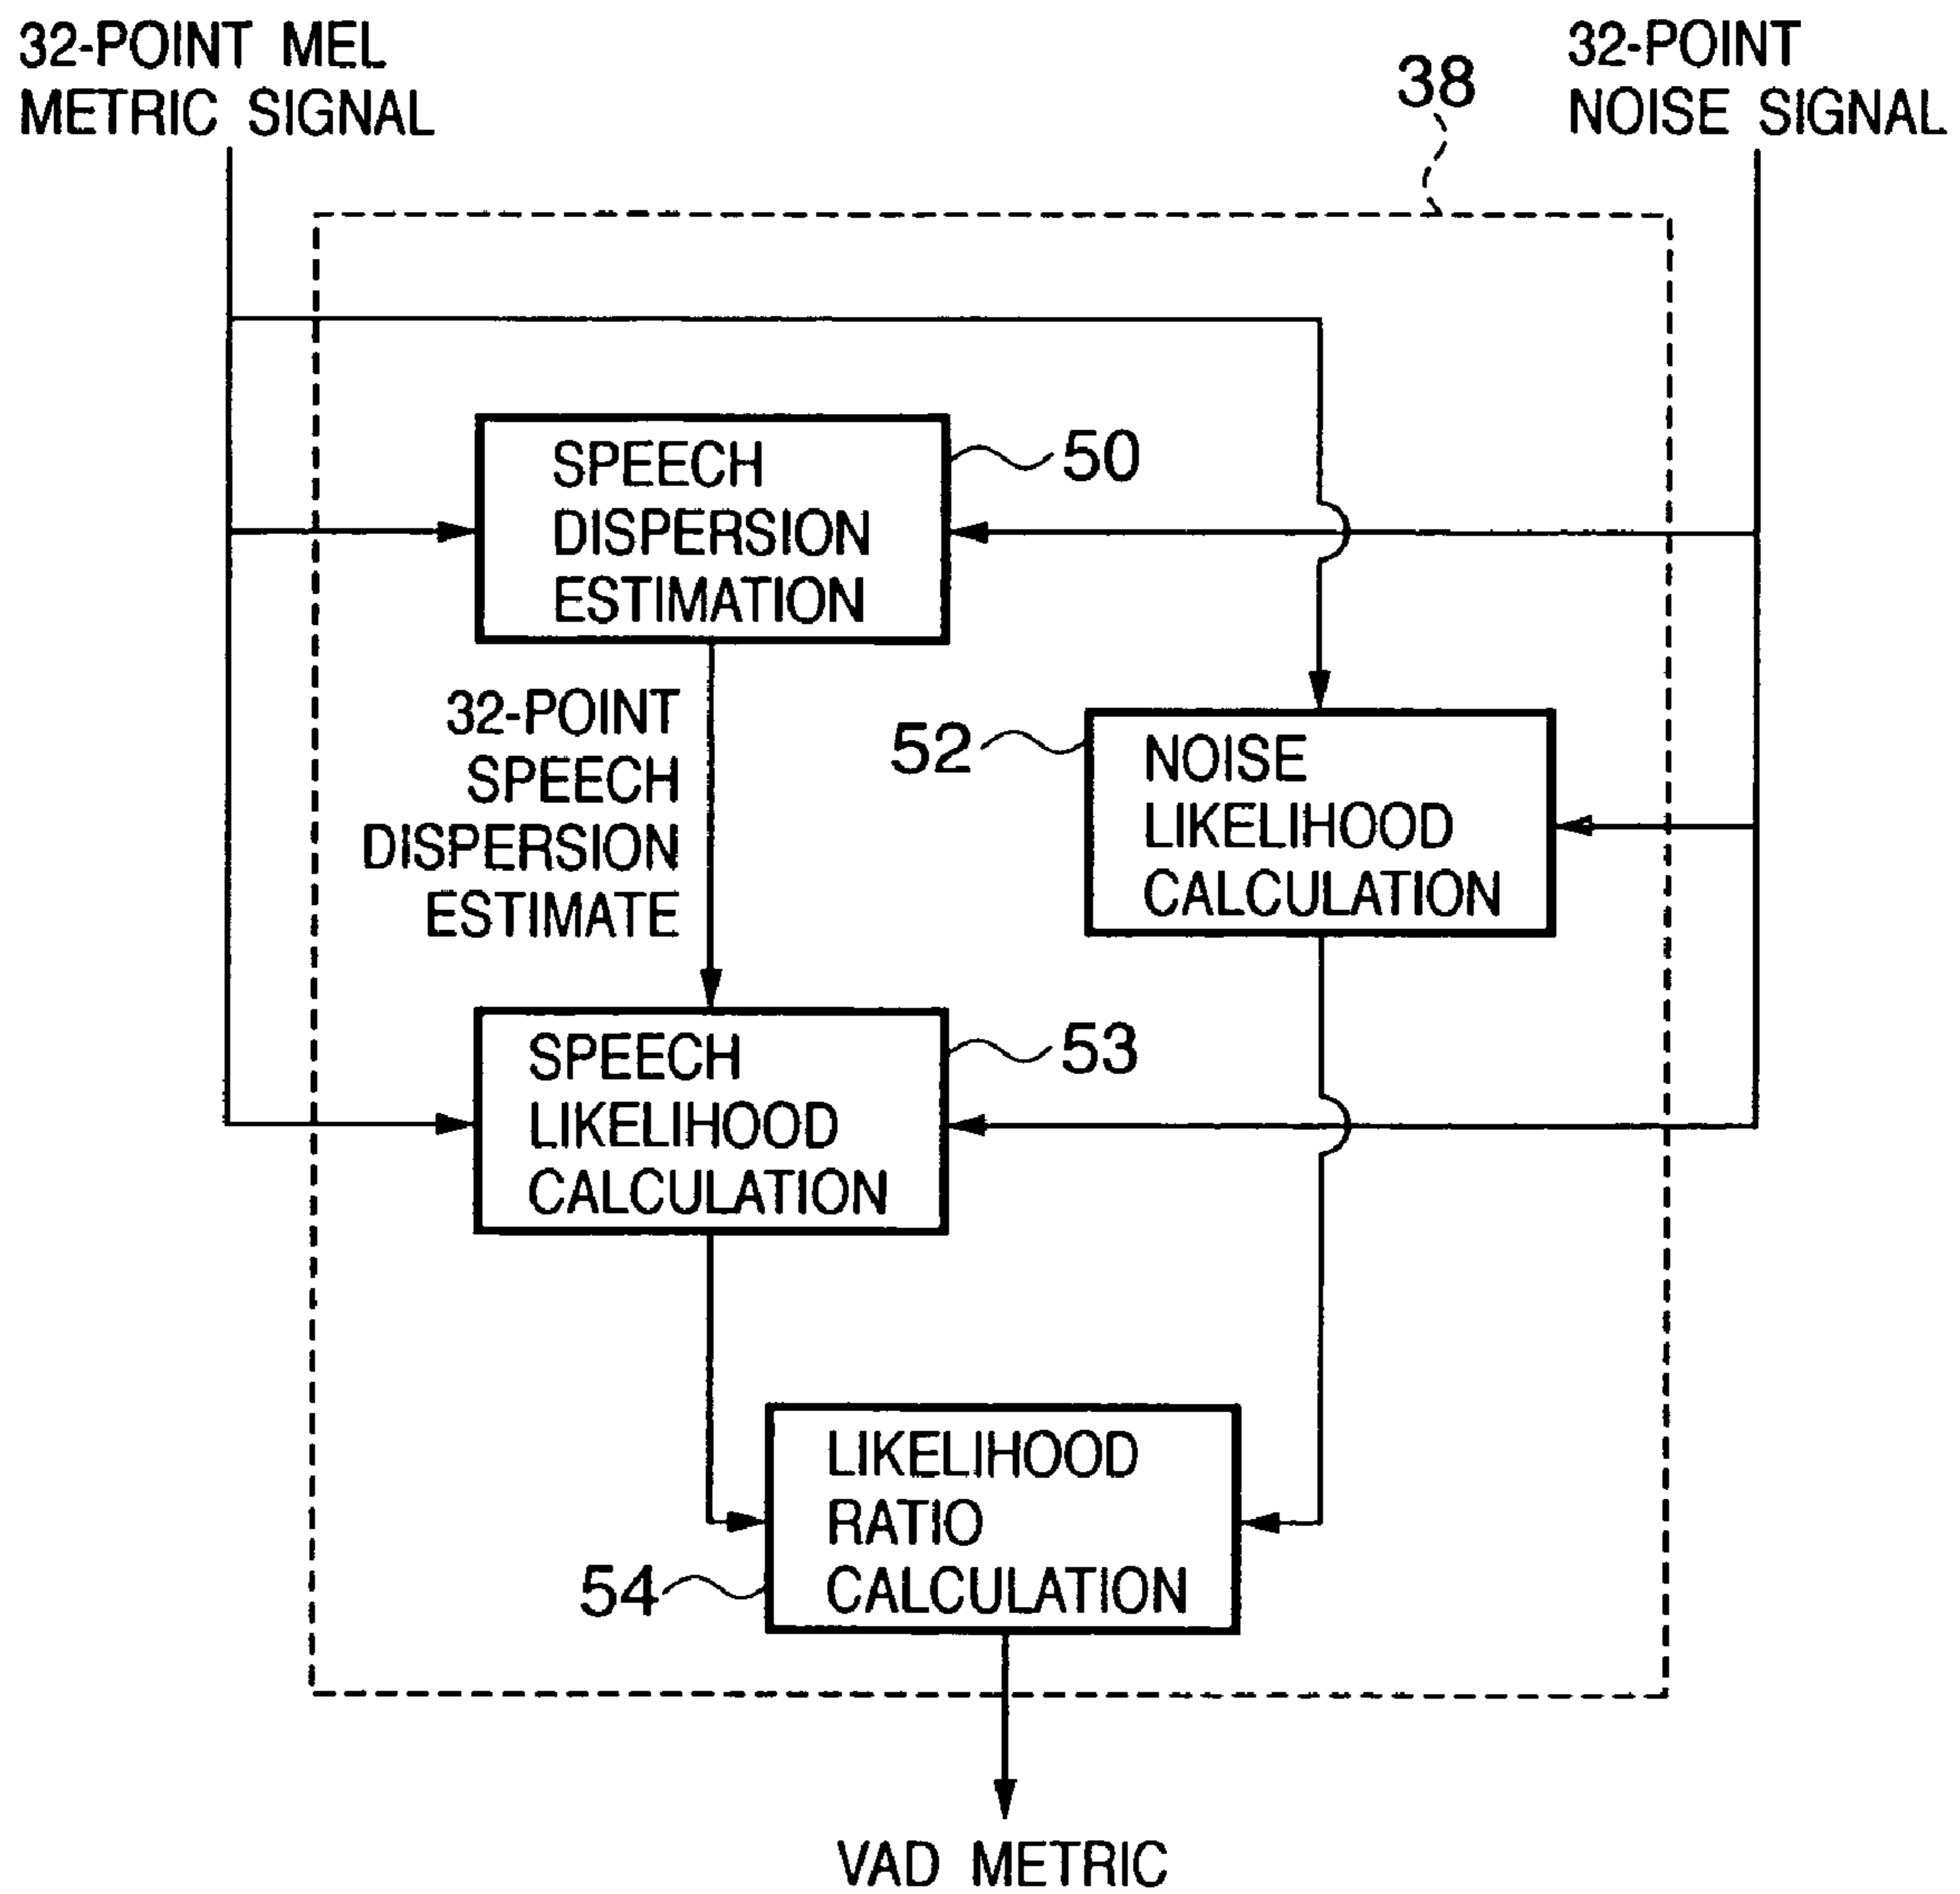 32-POINT MEL
METRIC SIGNAL
32-POINT
NOISE SIGNAL
38
SPEECH
DISPERSION
ESTIMATION
50
32-POINT
SPEECH
DISPERSION
ESTIMATE
52
NOISE
LIKELIHOOD
CALCULATION
SPEECH
LIKELIHOOD
CALCULATION
53
LIKELIHOOD
RATIO
CALCULATION
54
VAD METRIC